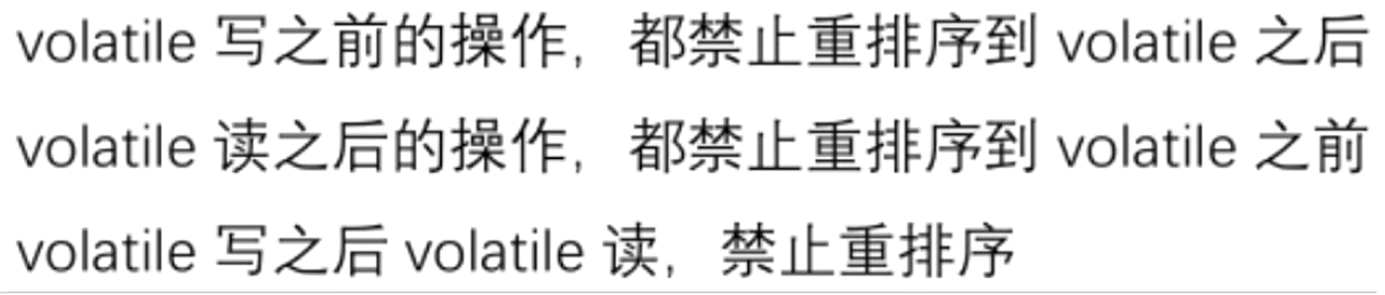 volatile 写之前的操作，都禁止重排序到 volatile 之后
volatile 读之后的操作，都禁止重排序到 volatile 之前
volatile 写之后 volatile 读，禁止重排序